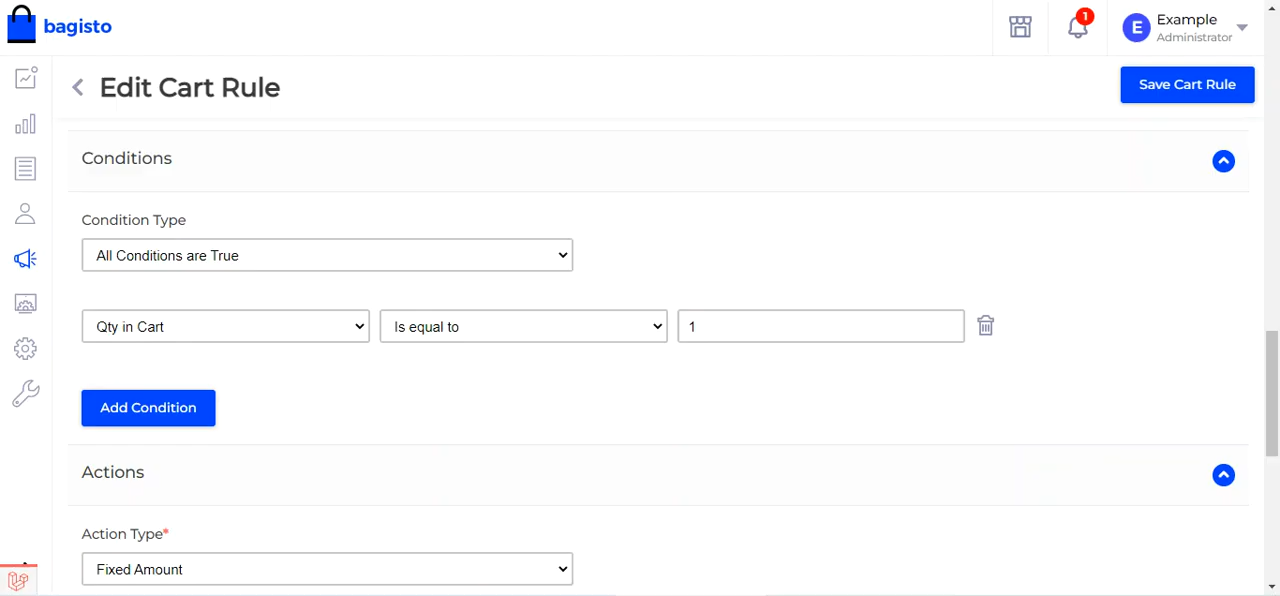 bagisto
1
E
Example
Administrator
Edit Cart Rule
Save Cart Rule
Conditions
Condition Type
All Conditions are True
Qty in Cart
Is equal to
1
Add Condition
Actions
Action Type*
Fixed Amount